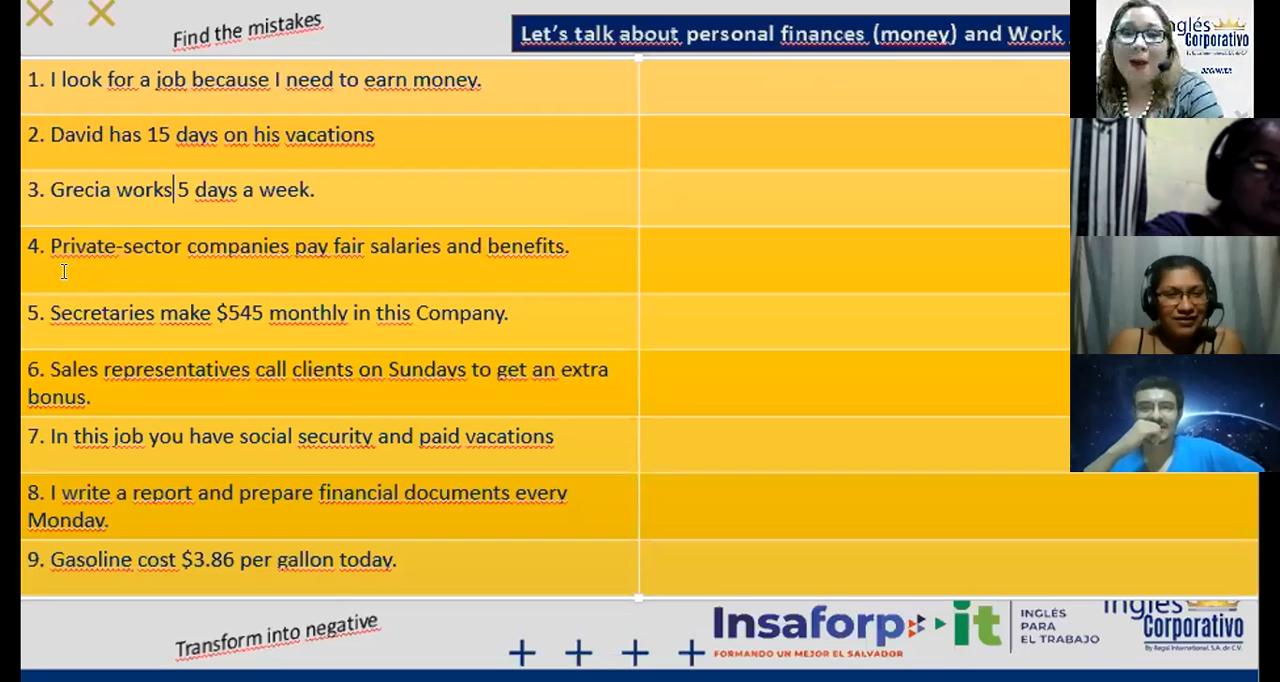 Find the mistakes
Let's talk about personal finances (money) and Work
1. I look for a job because I need to earn money.
2. David has 15 days on his vacations
3. Grecia works 5 days a week.
4. Private-sector companies pay fair salaries and benefits.
5. Secretaries make $545 monthly in this Company.
6. Sales representatives call clients on Sundays to get an extra
bonus.
7. In this job you have social security and paid vacations
8. I write a report and prepare financial documents every
Monday.
9. Gasoline cost $3.86 per gallon today.
Transform into negative
Insaforp
FORMANDO UN MEJOR EL SALVADOR
it
INGLÉS
PARA
EL TRABAJO
Inglés
Corporativo
By Regal International, S.A. de C.V.
Inglés
Corporativo
BEGINNER